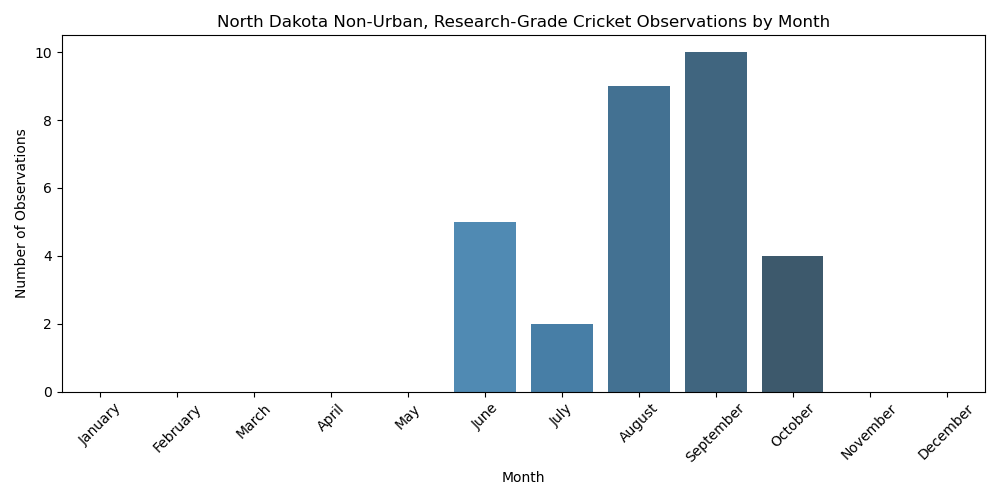 North Dakota Non-Urban, Research-Grade Cricket Observations by Month
Number of Observations
10
8
6
4
2
0
January
February
March
April
May
June
July
August
September
October
November
December
Month